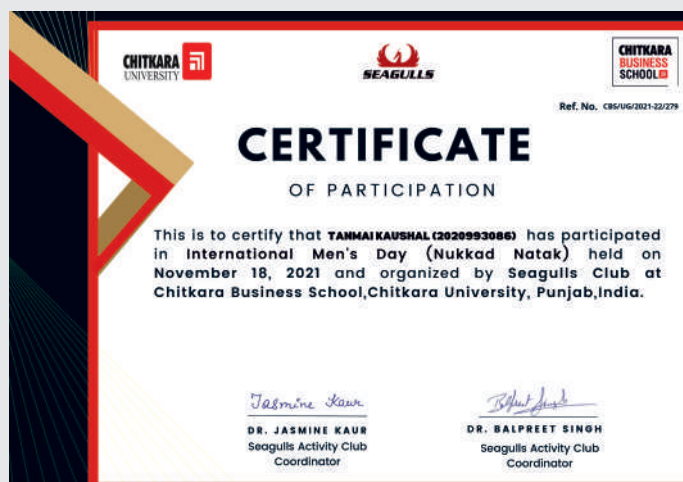 CHITKARA
UNIVERSITY
SEAGULLS
CHITKARA
BUSINESS
SCHOOL
Ref. No. CBS/UG/2021-22/279
CERTIFICATE
OF PARTICIPATION
This is to certify that TANMAI KAUSHAL (2020993086) has participated
in International Men's Day (Nukkad Natak) held on
November 18, 2021 and organized by Seagulls Club at
Chitkara Business School,Chitkara University, Punjab,India.
Jasmine Kaur
DR. JASMINE KAUR
Seagulls Activity Club
Coordinator
Balpreet Singh
DR. BALPREET SINGH
Seagulls Activity Club
Coordinator